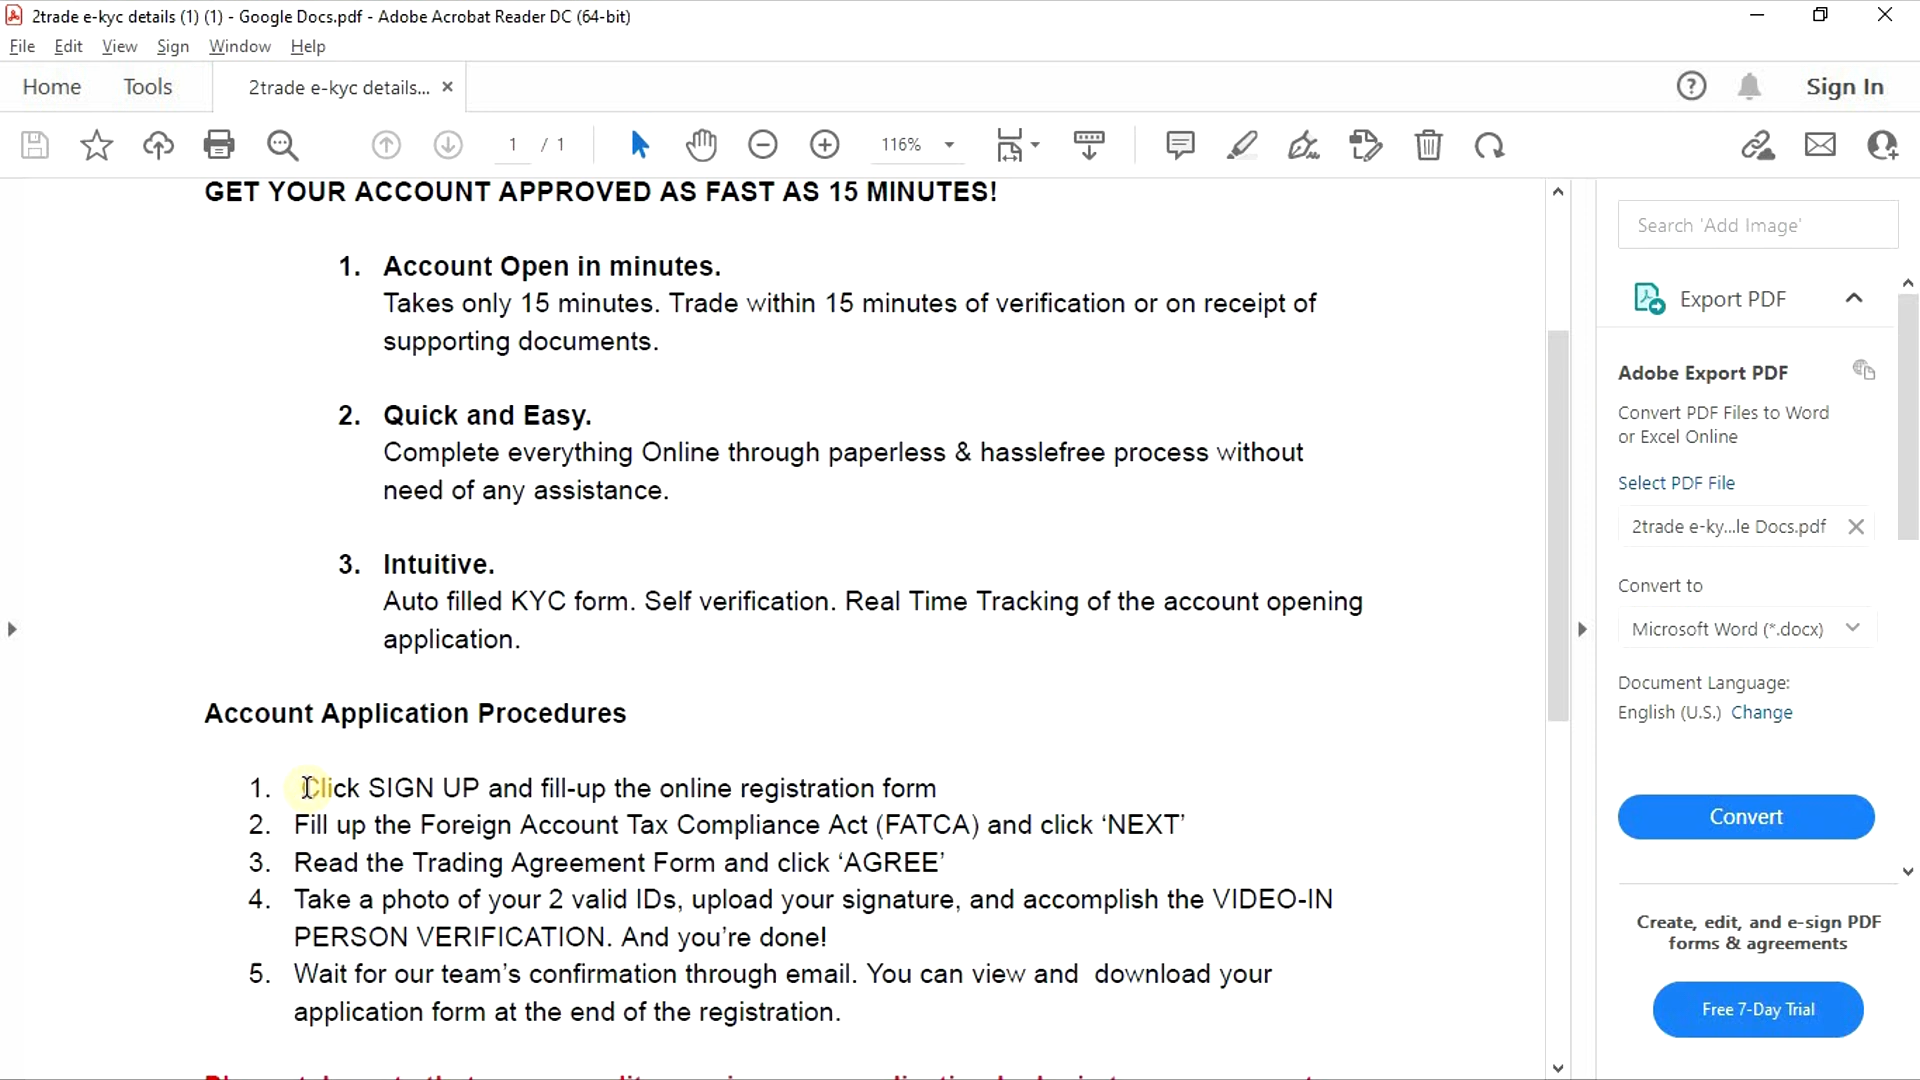 2trade e-kyc details (1) (1) - Google Docs.pdf - Adobe Acrobat Reader DC (64-bit)
File Edit View Sign Window Help
Home Tools 2trade e-kyc details... × Sign In
1 / 1 116%
GET YOUR ACCOUNT APPROVED AS FAST AS 15 MINUTES!
1. Account Open in minutes.
Takes only 15 minutes. Trade within 15 minutes of verification or on receipt of
supporting documents.
2. Quick and Easy.
Complete everything Online through paperless & hasslefree process without
need of any assistance.
3. Intuitive.
Auto filled KYC form. Self verification. Real Time Tracking of the account opening
application.
Account Application Procedures
1. Click SIGN UP and fill-up the online registration form
2. Fill up the Foreign Account Tax Compliance Act (FATCA) and click ‘NEXT’
3. Read the Trading Agreement Form and click ‘AGREE’
4. Take a photo of your 2 valid IDs, upload your signature, and accomplish the VIDEO-IN
PERSON VERIFICATION. And you’re done!
5. Wait for our team’s confirmation through email. You can view and  download your
application form at the end of the registration.
Search 'Add Image'
Export PDF
Adobe Export PDF
Convert PDF Files to Word
or Excel Online
Select PDF File
2trade e-ky...le Docs.pdf
Convert to
Microsoft Word (*.docx)
Document Language:
English (U.S.) Change
Convert
Create, edit, and e-sign PDF
forms & agreements
Free 7-Day Trial